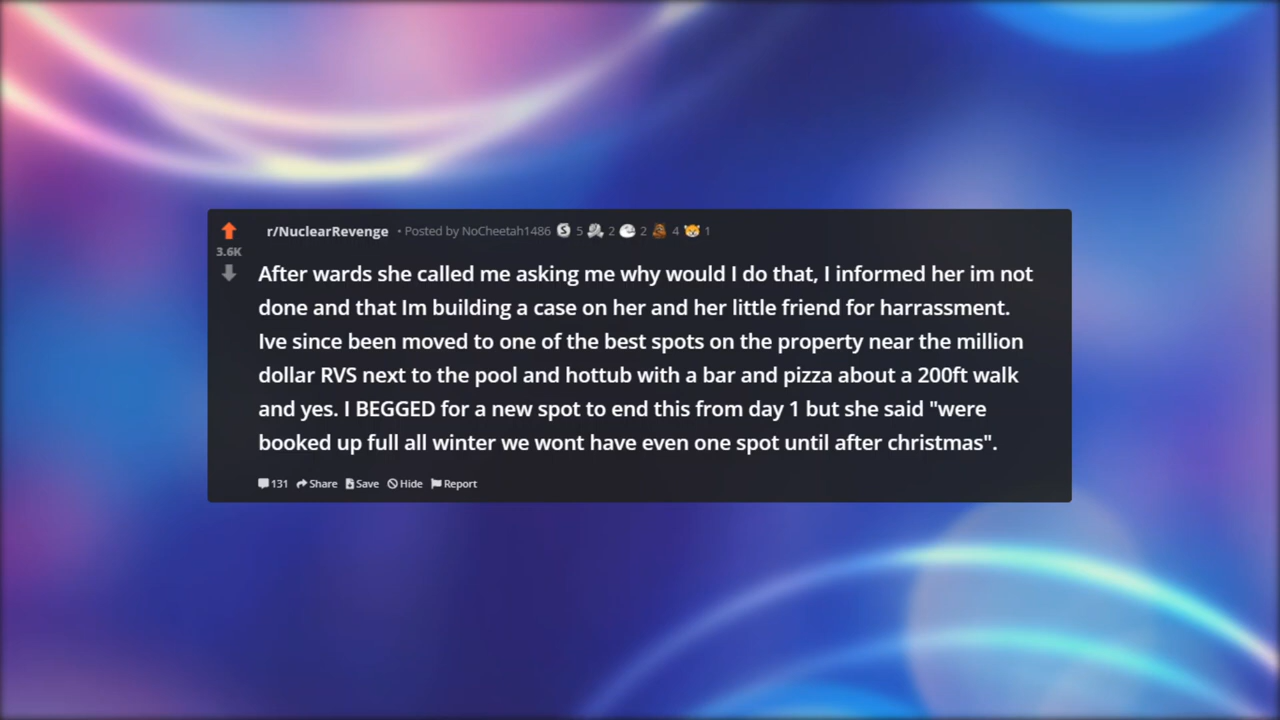 r/NuclearRevenge • Posted by NoCheetah1486 5 2 2 4 1
3.6K
After wards she called me asking me why would I do that, I informed her im not
done and that Im building a case on her and her little friend for harrassment.
Ive since been moved to one of the best spots on the property near the million
dollar RVS next to the pool and hottub with a bar and pizza about a 200ft walk
and yes. I BEGGED for a new spot to end this from day 1 but she said "were
booked up full all winter we wont have even one spot until after christmas".
131 Share Save Hide Report